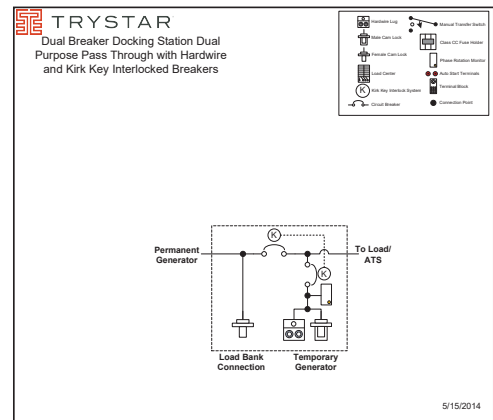 TRYSTAR
Dual Breaker Docking Station Dual
Purpose Pass Through with Hardwire
and Kirk Key Interlocked Breakers
Hardwire Lug
Male Cam Lock
Female Cam Lock
Load Center
K
Kirk Key Interlock System
Circuit Breaker
Manual Transfer Switch
Class CC Fuse Holder
Phase Rotation Monitor
Auto Start Terminals
Terminal Block
Connection Point
K
Permanent
Generator
To Load/
ATS
K
Load Bank
Connection
Temporary
Generator
5/15/2014